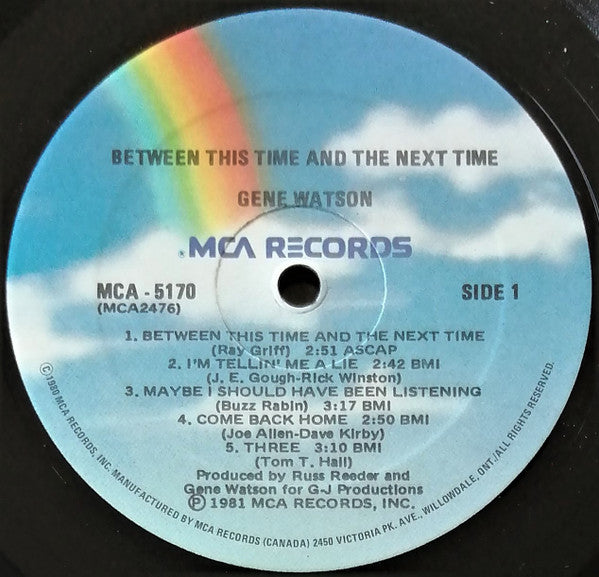 BETWEEN THIS TIME AND THE NEXT TIME
GENE WATSON
MCA RECORDS
MCA - 5170
(MCA2476)
SIDE 1
1. BETWEEN THIS TIME AND THE NEXT TIME
(Ray Griff) 2:51 ASCAP
2. I'M TELLIN' ME A LIE 2:42 BMI
(J. E. Gough-Rick Winston)
3. MAYBE I SHOULD HAVE BEEN LISTENING
(Buzz Rabin) 3:17 BMI
4. COME BACK HOME 2:50 BMI
(Joe Allen-Dave Kirby)
5. THREE 3:10 BMI
(Tom T. Hall)
Produced by Russ Reeder and
Gene Watson for G-J Productions
Ⓟ 1981 MCA RECORDS, INC.
©1980 MCA RECORDS, INC. MANUFACTURED BY MCA RECORDS (CANADA) 2450 VICTORIA PK. AVE., WILLOWDALE, ONT./ALL RIGHTS RESERVED.